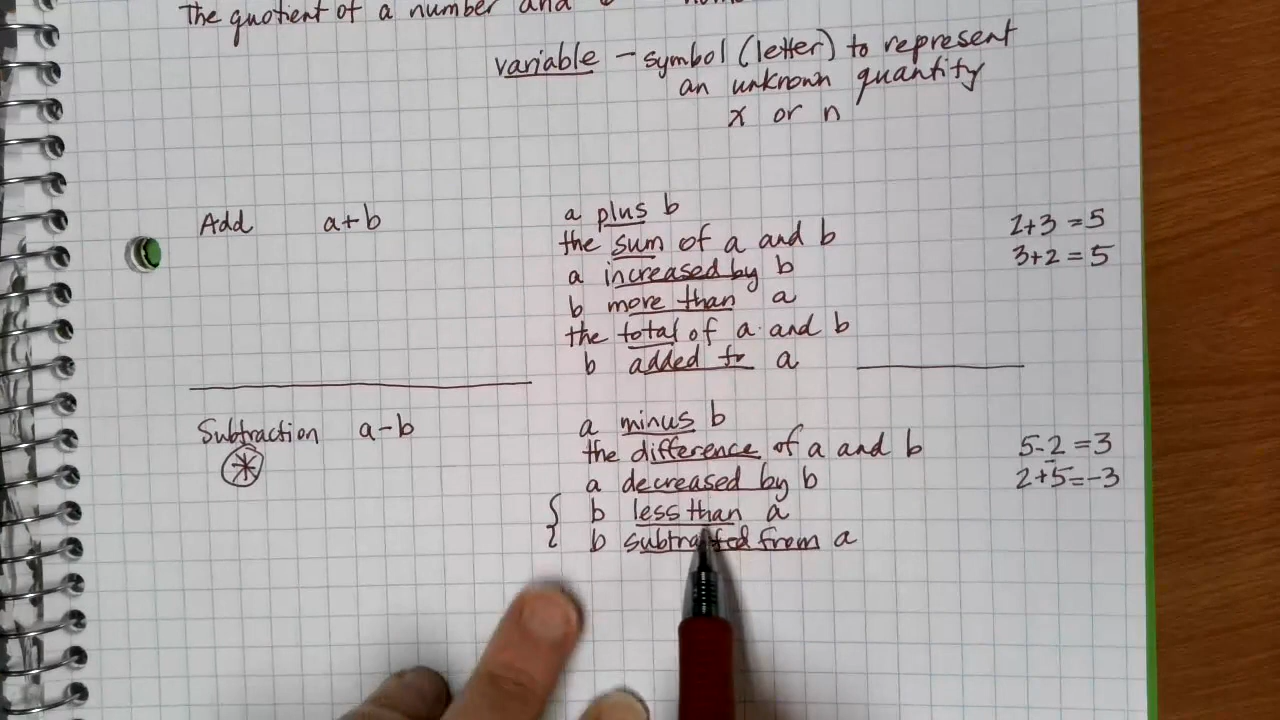 The quotient of a number and
variable – symbol (letter) to represent
an unknown quantity
x or n
Add a+b
a plus b
the sum of a and b
a increased by b
b more than a
the total of a and b
b added to a
2+3=5
3+2=5
Subtraction a-b
a minus b
the difference of a and b
a decreased by b
b less than a
b subtracted from a
5-2=3
2+5=-3